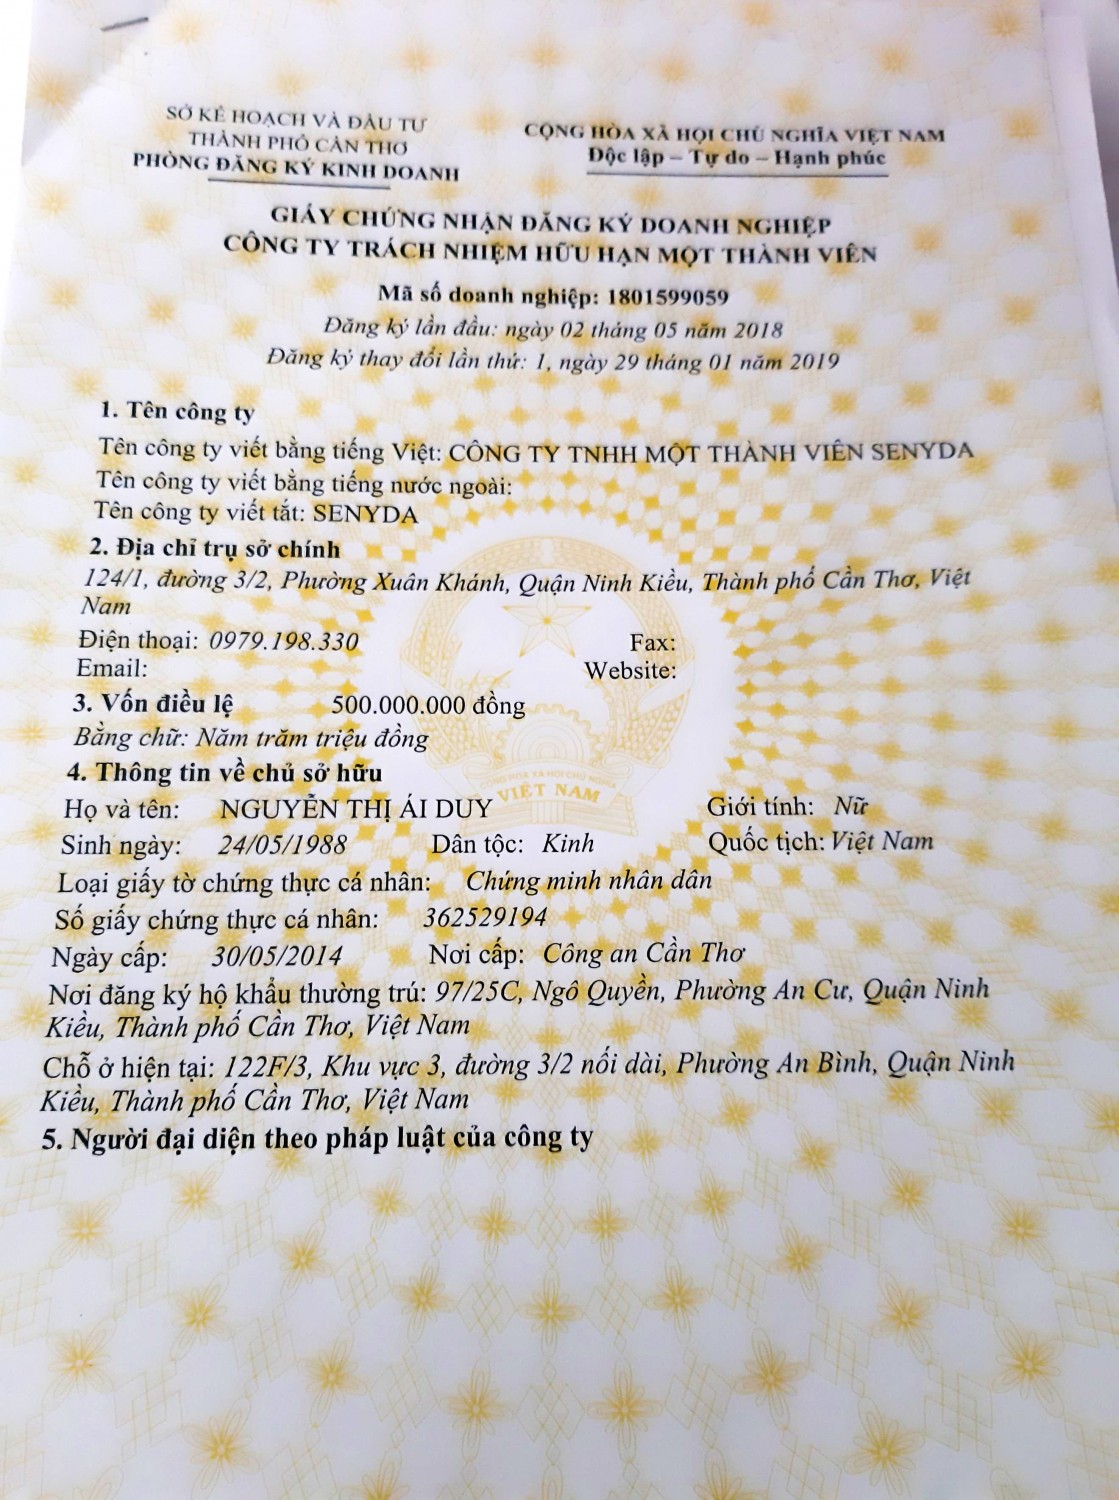 SỞ KẾ HOẠCH VÀ ĐẦU TƯ
THÀNH PHỐ CẦN THƠ
PHÒNG ĐĂNG KÝ KINH DOANH
CỘNG HÒA XÃ HỘI CHỦ NGHĨA VIỆT NAM
Độc lập – Tự do – Hạnh phúc
GIẤY CHỨNG NHẬN ĐĂNG KÝ DOANH NGHIỆP
CÔNG TY TRÁCH NHIỆM HỮU HẠN MỘT THÀNH VIÊN
Mã số doanh nghiệp: 1801599059
Đăng ký lần đầu: ngày 02 tháng 05 năm 2018
Đăng ký thay đổi lần thứ: 1, ngày 29 tháng 01 năm 2019
1. Tên công ty
Tên công ty viết bằng tiếng Việt: CÔNG TY TNHH MỘT THÀNH VIÊN SENYDA
Tên công ty viết bằng tiếng nước ngoài:
Tên công ty viết tắt: SENYDA
2. Địa chỉ trụ sở chính
124/1, đường 3/2, Phường Xuân Khánh, Quận Ninh Kiều, Thành phố Cần Thơ, Việt
Nam
Điện thoại: 0979.198.330 Fax:
Email: Website:
3. Vốn điều lệ 500.000.000 đồng
Bằng chữ: Năm trăm triệu đồng
4. Thông tin về chủ sở hữu
CỘNG HÒA XÃ HỘI CHỦ NGHĨA
VIỆT NAM
Họ và tên: NGUYỄN THỊ ÁI DUY Giới tính: Nữ
Sinh ngày: 24/05/1988 Dân tộc: Kinh Quốc tịch: Việt Nam
Loại giấy tờ chứng thực cá nhân: Chứng minh nhân dân
Số giấy chứng thực cá nhân: 362529194
Ngày cấp: 30/05/2014 Nơi cấp: Công an Cần Thơ
Nơi đăng ký hộ khẩu thường trú: 97/25C, Ngô Quyền, Phường An Cư, Quận Ninh
Kiều, Thành phố Cần Thơ, Việt Nam
Chỗ ở hiện tại: 122F/3, Khu vực 3, đường 3/2 nối dài, Phường An Bình, Quận Ninh
Kiều, Thành phố Cần Thơ, Việt Nam
5. Người đại diện theo pháp luật của công ty